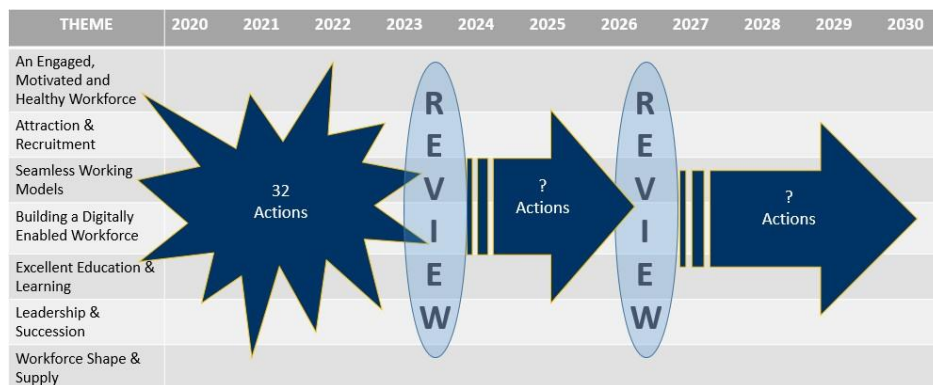 THEME 2020 2021 2022 2023 2024 2025 2026 2027 2028 2029 2030
An Engaged,
Motivated and
Healthy Workforce
Attraction &
Recruitment
Seamless Working
Models
Building a Digitally
Enabled Workforce
Excellent Education &
Learning
Leadership &
Succession
Workforce Shape &
Supply
32
Actions
R
E
V
I
E
W
?
Actions
R
E
V
I
E
W
?
Actions